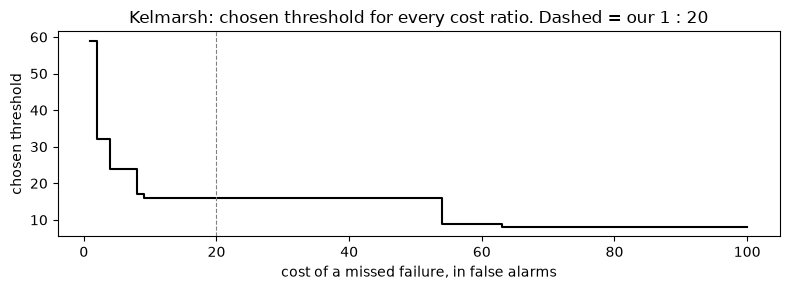 Kelmarsh: chosen threshold for every cost ratio. Dashed = our 1 : 20
60
50
40
30
20
10
chosen threshold
0 20 40 60 80 100
cost of a missed failure, in false alarms